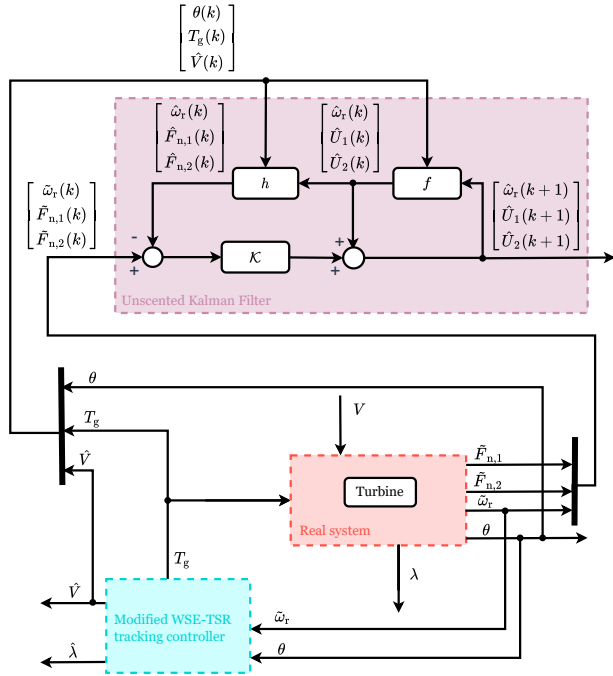 θ(k)
T_g(k)
V̂(k)
ω̂_r(k)
F̂_n,1(k)
F̂_n,2(k)
ω̂_r(k)
Û_1(k)
Û_2(k)
h
f
ω̃_r(k)
F̃_n,1(k)
F̃_n,2(k)
ω̂_r(k+1)
Û_1(k+1)
Û_2(k+1)
-
+
𝒦
+
+
Unscented Kalman Filter
θ
T_g
V̂
V
F̃_n,1
F̃_n,2
ω̃_r
θ
Turbine
Real system
T_g
λ
V̂
λ̂
Modified WSE-TSR
tracking controller
ω̃_r
θ